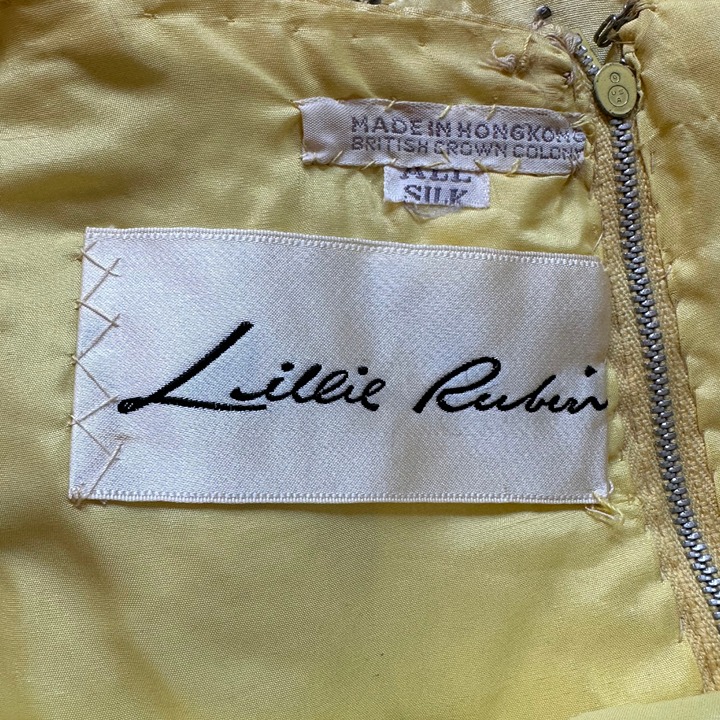 MADE IN HONGKONG
BRITISH CROWN COLONY
ALL
SILK
Lillie Rubin